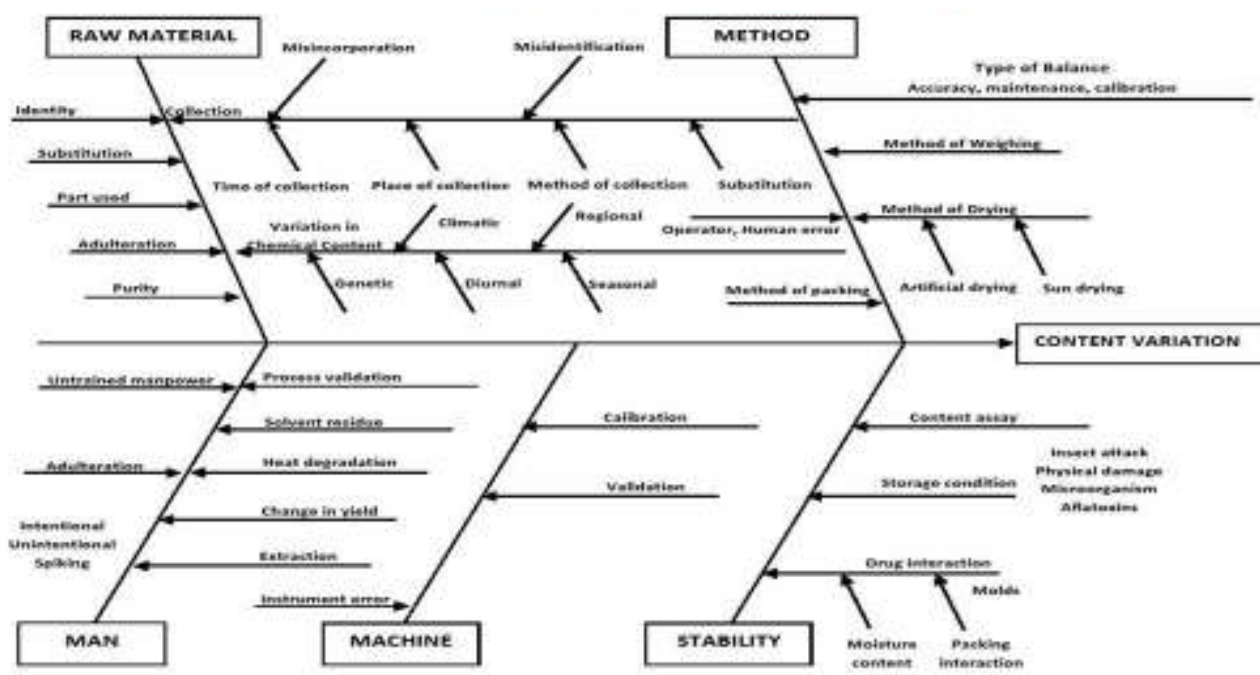 RAW MATERIAL
Misincorporation
Misidentification
METHOD
Type of Balance
Accuracy, maintenance, calibration
Identity
Collection
Substitution
Method of Weighing
Time of collection
Place of collection
Method of collection
Substitution
Part used
Variation in
Chemical Content
Climatic
Regional
Operator, Human error
Method of Drying
Adulteration
Genetic
Diurnal
Seasonal
Purity
Method of packing
Artificial drying
Sun drying
CONTENT VARIATION
Untrained manpower
Process validation
Solvent residue
Calibration
Content assay
Adulteration
Heat degradation
Insect attack
Physical damage
Microorganism
Aflatoxins
Validation
Storage condition
Change in yield
Intentional
Unintentional
Spiking
Extraction
Drug interaction
Molds
Instrument error
MAN
MACHINE
STABILITY
Moisture
content
Packing
interaction